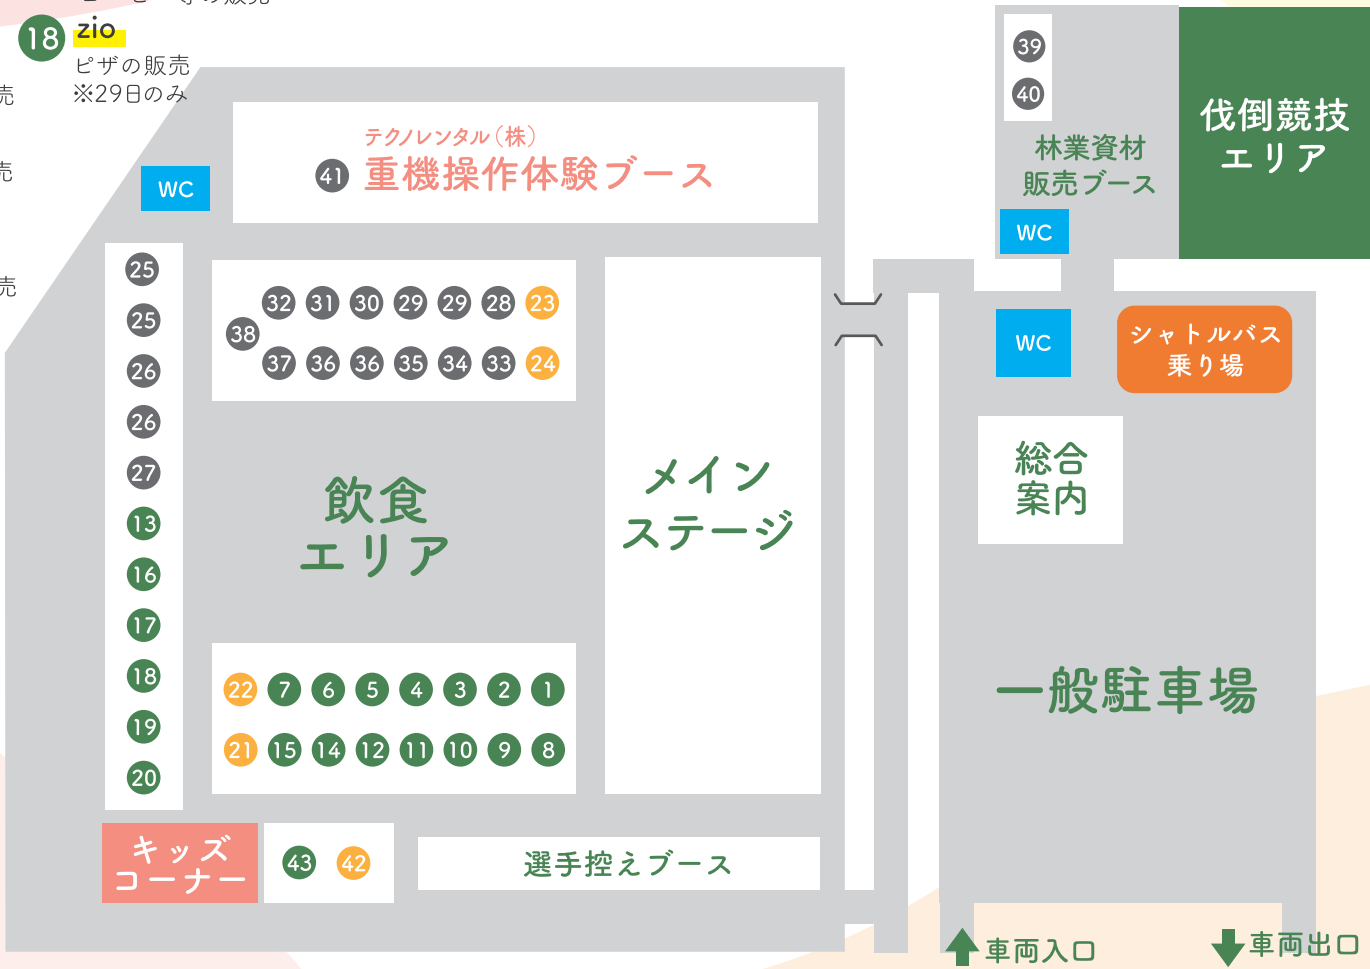 18
zio
ピザの販売
※29日のみ
売
売
売
テクノレンタル（株）
41 重機操作体験ブース
WC
39
40
林業資材
販売ブース
WC
伐倒競技
エリア
25
25
26
26
27
13
16
17
18
19
20
32 31 30 29 29 28 23
38
37 36 36 35 34 33 24
飲食
エリア
メイン
ステージ
22 7 6 5 4 3 2 1
21 15 14 12 11 10 9 8
キッズ
コーナー
43 42
選手控えブース
WC
シャトルバス
乗り場
総合
案内
一般駐車場
車両入口
車両出口